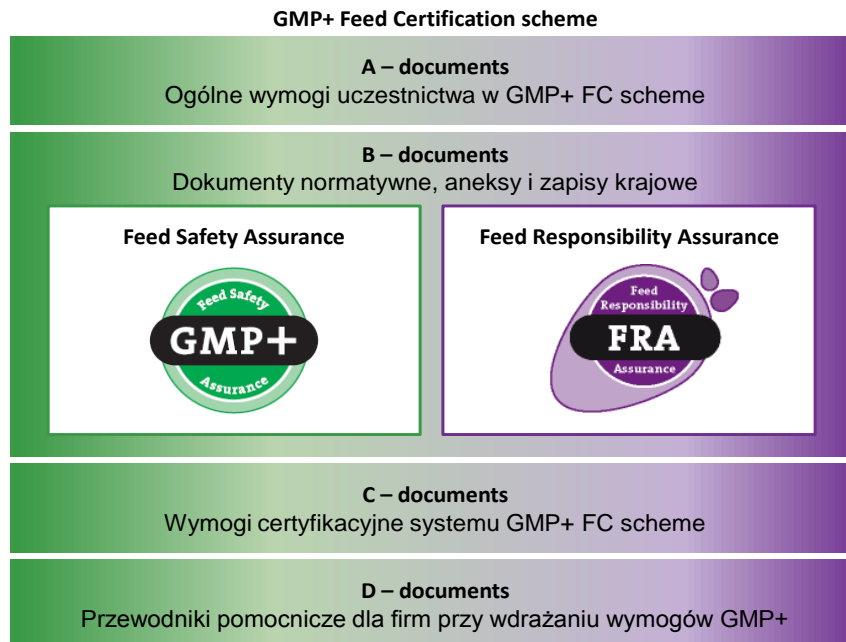 GMP+ Feed Certification scheme
A – documents
Ogólne wymogi uczestnictwa w GMP+ FC scheme
B – documents
Dokumenty normatywne, aneksy i zapisy krajowe
Feed Safety Assurance
Feed Safety
GMP+
Assurance
Feed Responsibility Assurance
Feed
Responsibility
FRA
Assurance
C – documents
Wymogi certyfikacyjne systemu GMP+ FC scheme
D – documents
Przewodniki pomocnicze dla firm przy wdrażaniu wymogów GMP+